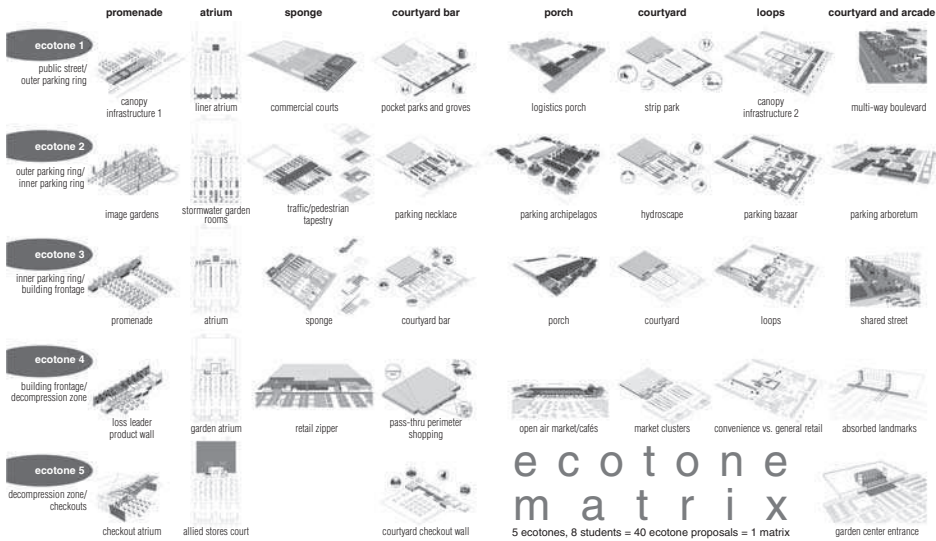 promenade atrium sponge courtyard bar porch courtyard loops courtyard and arcade
ecotone 1
public street/
outer parking ring
canopy
infrastructure 1
liner atrium
commercial courts
pocket parks and groves
logistics porch
strip park
canopy
infrastructure 2
multi-way boulevard
ecotone 2
outer parking ring/
inner parking ring
image gardens
stormwater garden
rooms
traffic/pedestrian
tapestry
parking necklace
parking archipelagos
hydroscape
parking bazaar
parking arboretum
ecotone 3
inner parking ring/
building frontage
promenade
atrium
sponge
courtyard bar
porch
courtyard
loops
shared street
ecotone 4
building frontage/
decompression zone
loss leader
product wall
garden atrium
retail zipper
pass-thru perimeter
shopping
open air market/cafés
market clusters
convenience vs. general retail
absorbed landmarks
ecotone 5
decompression zone/
checkouts
checkout atrium
allied stores court
courtyard checkout wall
ecotone
matrix
5 ecotones, 8 students = 40 ecotone proposals = 1 matrix
garden center entrance